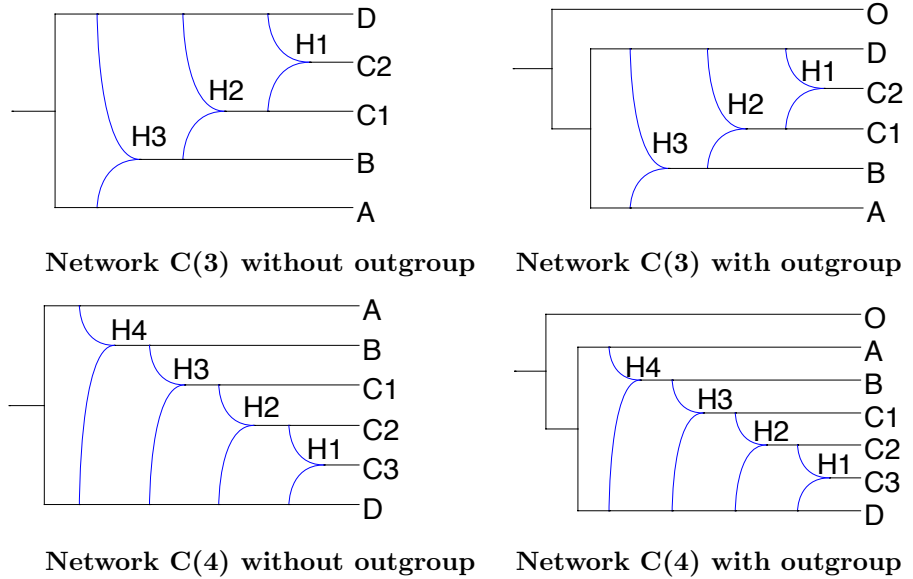 D
H1
C2
H2
C1
H3
B
A
Network C(3) without outgroup
O
D
H1
C2
H2
C1
H3
B
A
Network C(3) with outgroup
A
H4
B
H3
C1
H2
C2
H1
C3
D
Network C(4) without outgroup
O
A
H4
B
H3
C1
H2
C2
H1
C3
D
Network C(4) with outgroup